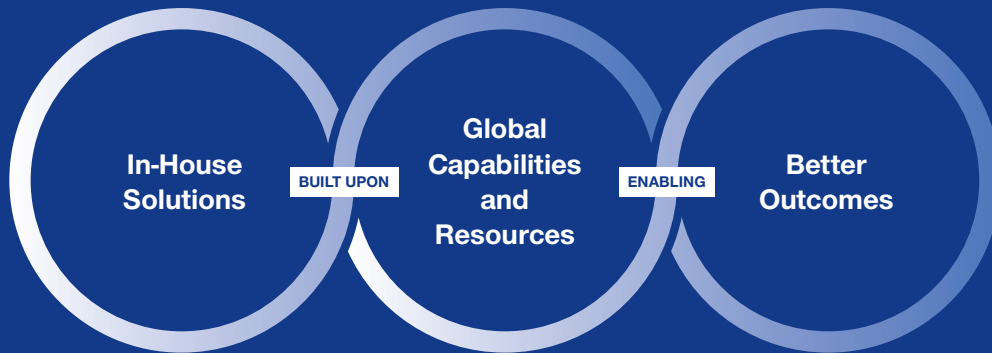 In-House
Solutions
BUILT UPON
Global
Capabilities
and
Resources
ENABLING
Better
Outcomes